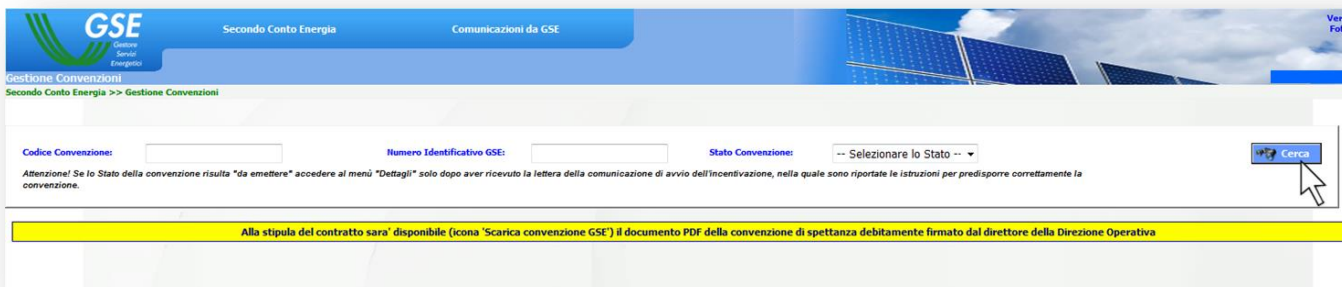 GSE
Gestore
Servizi
Energetici
Secondo Conto Energia
Comunicazioni da GSE
Gestione Convenzioni
Secondo Conto Energia >> Gestione Convenzioni
Codice Convenzione:
Numero Identificativo GSE:
Stato Convenzione:
-- Selezionare lo Stato --
Cerca
Attenzione! Se lo Stato della convenzione risulta "da emettere" accedere al menù "Dettagli" solo dopo aver ricevuto la lettera della comunicazione di avvio dell'incentivazione, nella quale sono riportate le istruzioni per predisporre correttamente la
convenzione.
Alla stipula del contratto sara' disponibile (icona 'Scarica convenzione GSE') il documento PDF della convenzione di spettanza debitamente firmato dal direttore della Direzione Operativa